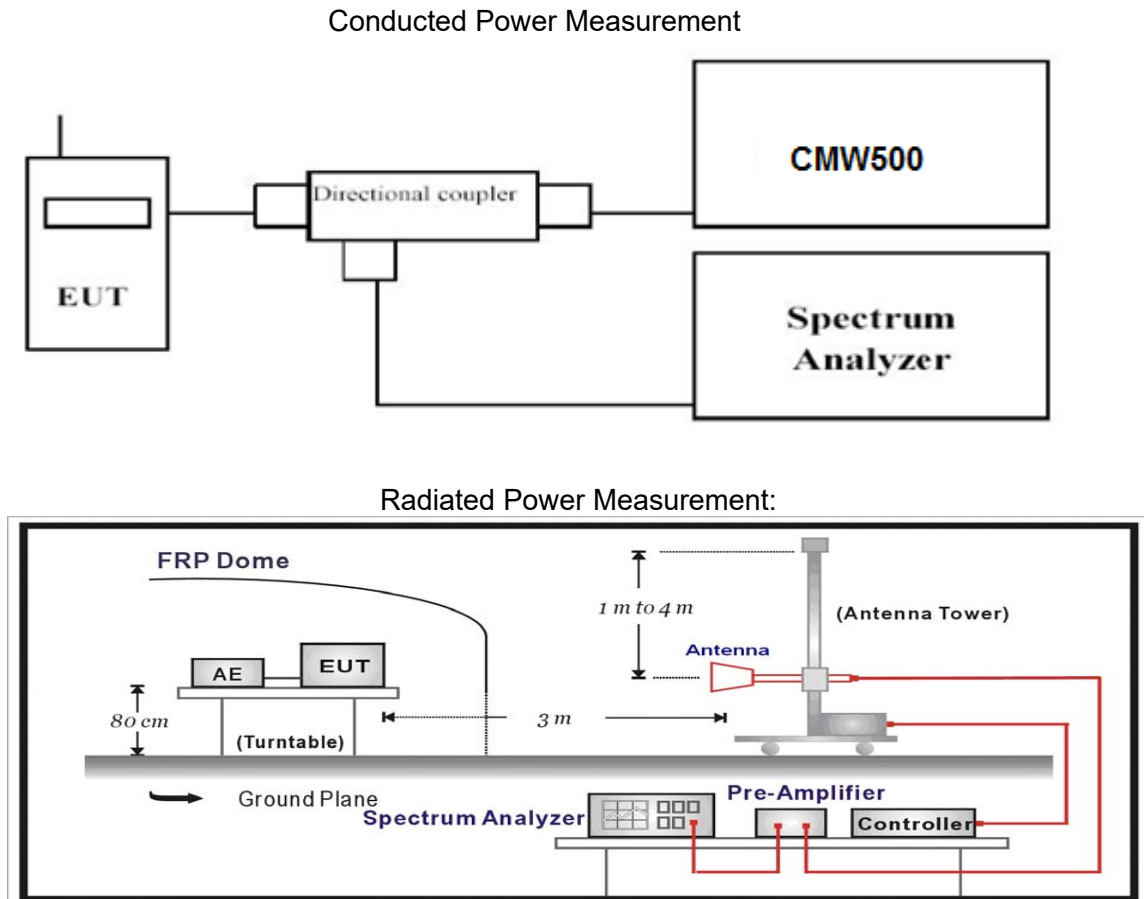 Conducted Power Measurement
CMW500
Directional coupler
EUT
Spectrum
Analyzer
Radiated Power Measurement:
FRP Dome
1 m to 4 m
(Antenna Tower)
Antenna
AE
EUT
80 cm
3 m
(Turntable)
Ground Plane
Pre-Amplifier
Spectrum Analyzer
Controller